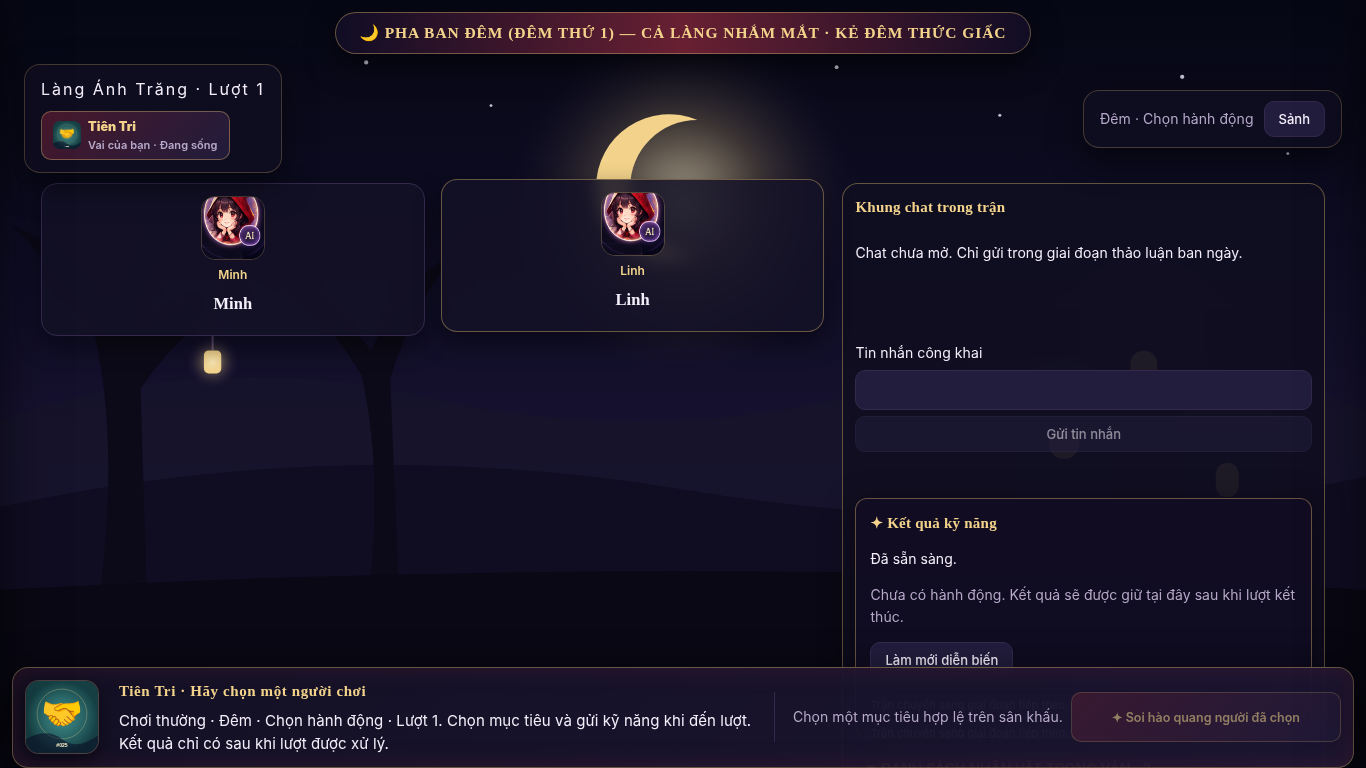 🌙 PHA BAN ĐÊM (ĐÊM THỨ 1) — CẢ LÀNG NHẮM MẮT · KẺ ĐÊM THỨC GIẤC
Làng Ánh Trăng · Lượt 1
Tiên Tri
Vai của bạn · Đang sống
Đêm · Chọn hành động
Sảnh
AI
Minh
Minh
AI
Linh
Linh
Khung chat trong trận
Chat chưa mở. Chỉ gửi trong giai đoạn thảo luận ban ngày.
Tin nhắn công khai
Gửi tin nhắn
✦ Kết quả kỹ năng
Đã sẵn sàng.
Chưa có hành động. Kết quả sẽ được giữ tại đây sau khi lượt kết
thúc.
Làm mới diễn biến
#025
Tiên Tri · Hãy chọn một người chơi
Chơi thường · Đêm · Chọn hành động · Lượt 1. Chọn mục tiêu và gửi kỹ năng khi đến lượt.
Kết quả chỉ có sau khi lượt được xử lý.
Chọn một mục tiêu hợp lệ trên sân khấu.
✦ Soi hào quang người đã chọn